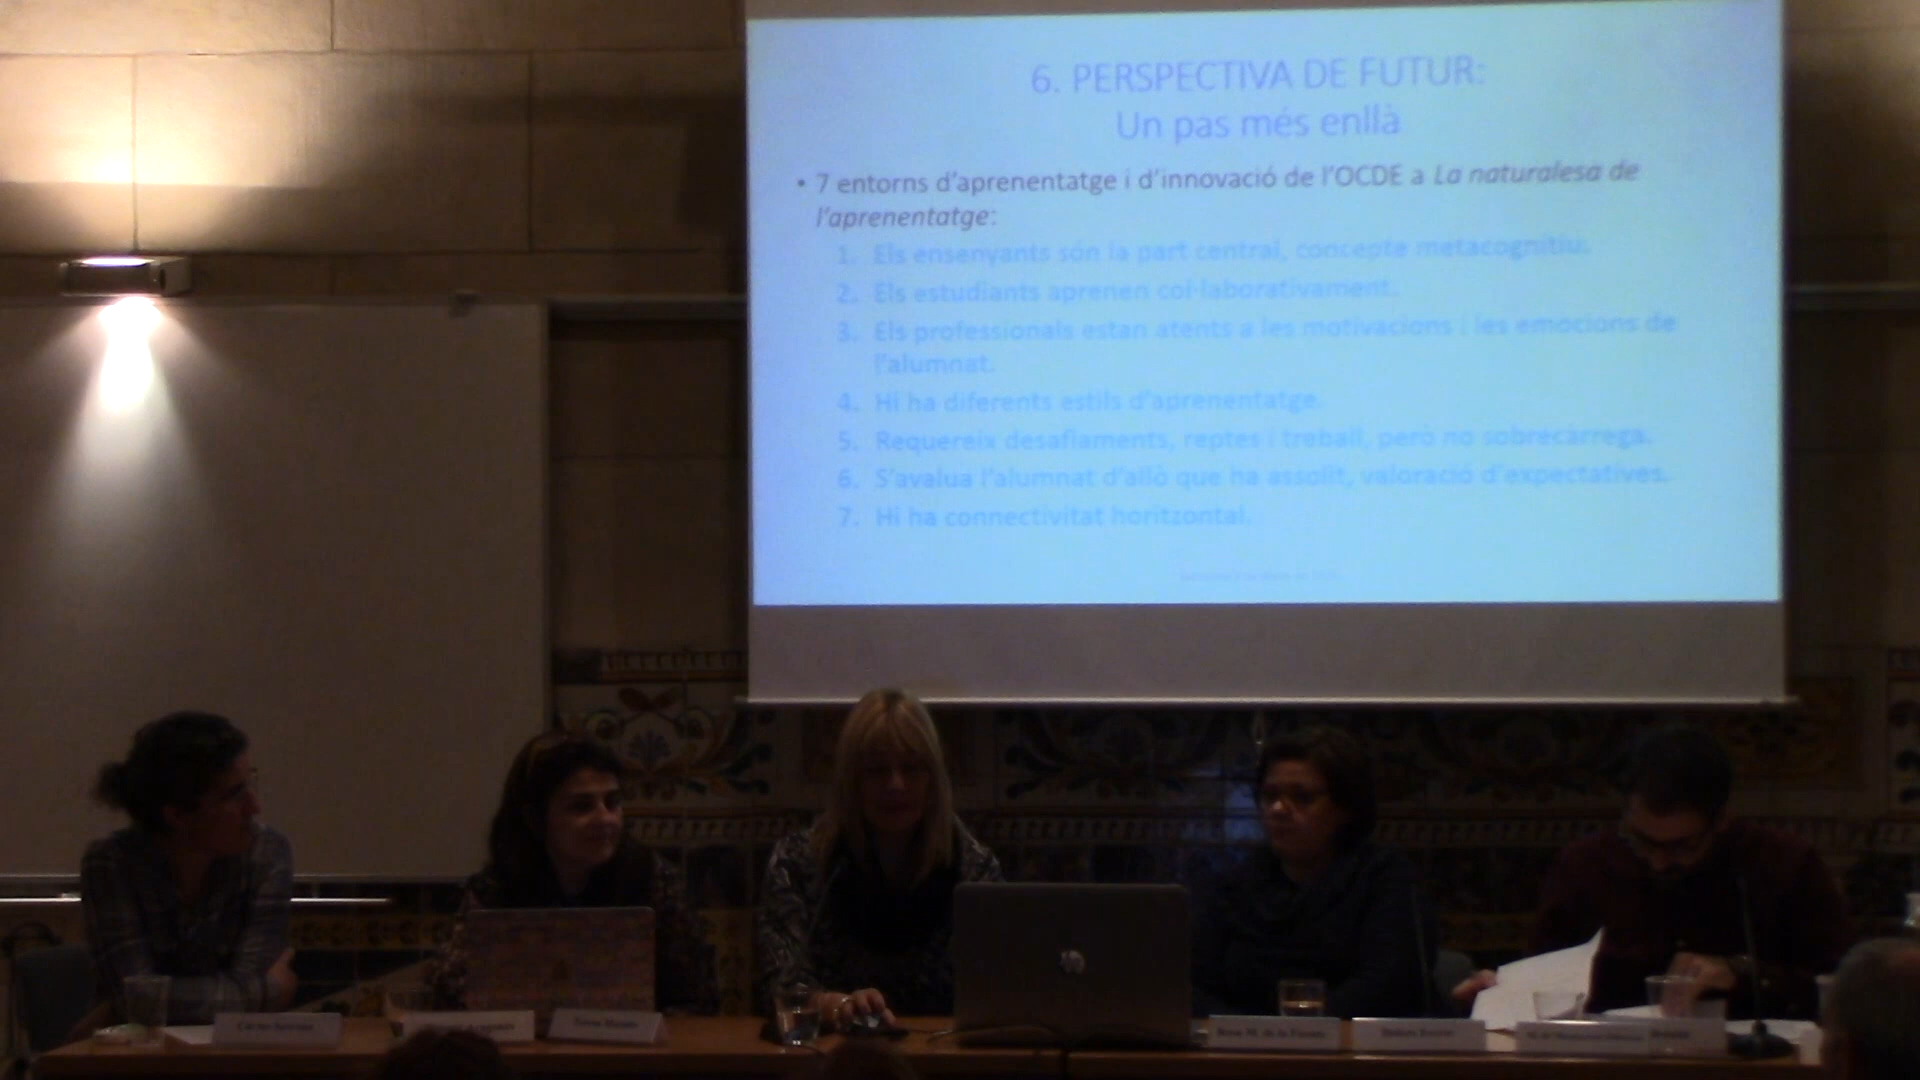 6. PERSPECTIVA DE FUTUR:
Un pas més enllà
• 7 entorns d'aprenentatge i d'innovació de l'OCDE a La naturalesa de
l'aprenentatge:
1. Els ensenyants són la part central, concepte metacognitiu.
2. Els estudiants aprenen col·laborativament.
3. Els professionals estan atents a les motivacions i les emocions de
l'alumnat.
4. Hi ha diferents estils d'aprenentatge.
5. Requereix desafiaments, reptes i treball, però no sobrecàrrega.
6. S'avalua l'alumnat d'allò que ha assolit, valoració d'expectatives.
7. Hi ha connectivitat horitzontal.
hp